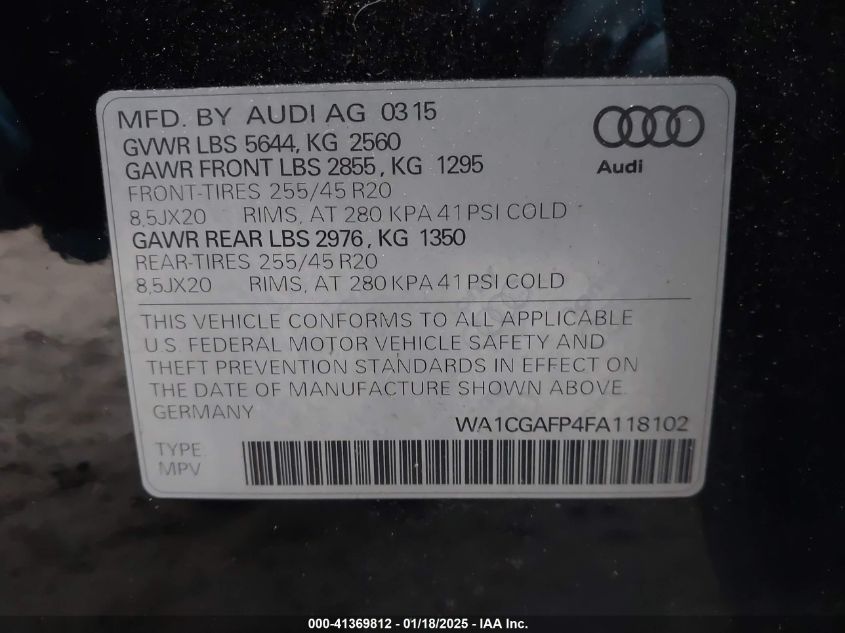 MFD. BY AUDI AG 03 15
GVWR LBS 5644, KG 2560
GAWR FRONT LBS 2855, KG 1295
FRONT-TIRES 255/45 R20
8,5JX20 RIMS, AT 280 KPA 41 PSI COLD
GAWR REAR LBS 2976, KG 1350
REAR-TIRES 255/45 R20
8,5JX20 RIMS, AT 280 KPA 41 PSI COLD
Audi
THIS VEHICLE CONFORMS TO ALL APPLICABLE
U.S. FEDERAL MOTOR VEHICLE SAFETY AND
THEFT PREVENTION STANDARDS IN EFFECT ON
THE DATE OF MANUFACTURE SHOWN ABOVE.
GERMANY
WA1CGAFP4FA118102
TYPE:
MPV
000-41369812 - 01/18/2025 - IAA Inc.